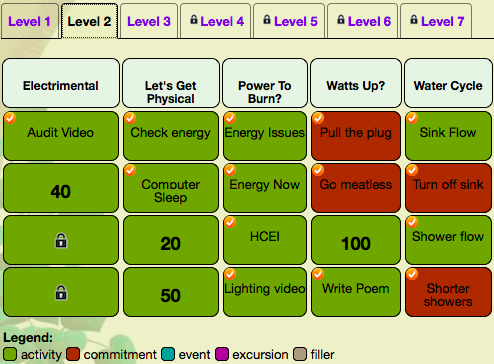 Level 1 Level 2 Level 3 Level 4 Level 5 Level 6 Level 7
Electrimental
Let's Get
Physical
Power To
Burn?
Watts Up?
Water Cycle
Audit Video
Check energy
Energy Issues
Pull the plug
Sink Flow
40
Computer
Sleep
Energy Now
Go meatless
Turn off sink
20
HCEI
100
Shower flow
50
Lighting video
Write Poem
Shorter
showers
Legend:
activity commitment event excursion filler